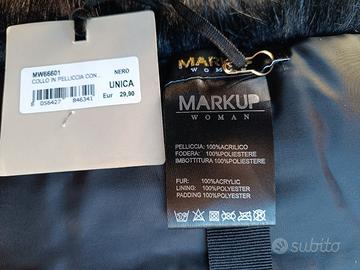 MW66601 NERO
COLLO IN PELLICCIA CON ..
UNICA
Eur 29,90
8 056427 846341
MARKUP
WOMAN
MARKUP
WOMAN
PELLICCIA: 100%ACRILICO
FODERA: 100%POLIESTERE
IMBOTTITURA 100%POLIESTERE
FUR: 100%ACRYLIC
LINING: 100%POLYESTER
PADDING 100%POLYESTER
subito